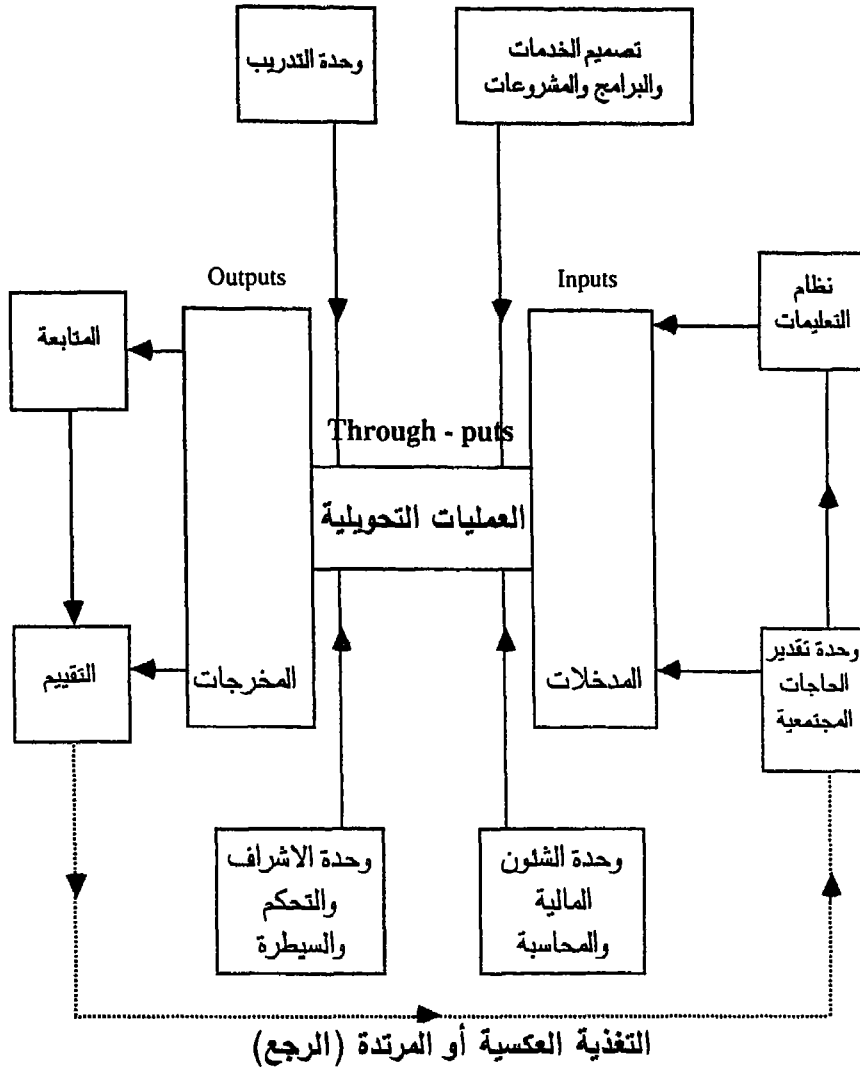 تصميم الخدمات
والبرامج والمشروعات
وحدة التدريب
Inputs
Outputs
نظام
التعليمات
المتابعة
Through - puts
العمليات التحويلية
المدخلات
المخرجات
وحدة تقدير
الحاجات
المجتمعية
التقييم
وحدة الشئون
المالية
والمحاسبة
وحدة الاشراف
والتحكم
والسيطرة
التغذية العكسية أو المرتدة (الرجع)